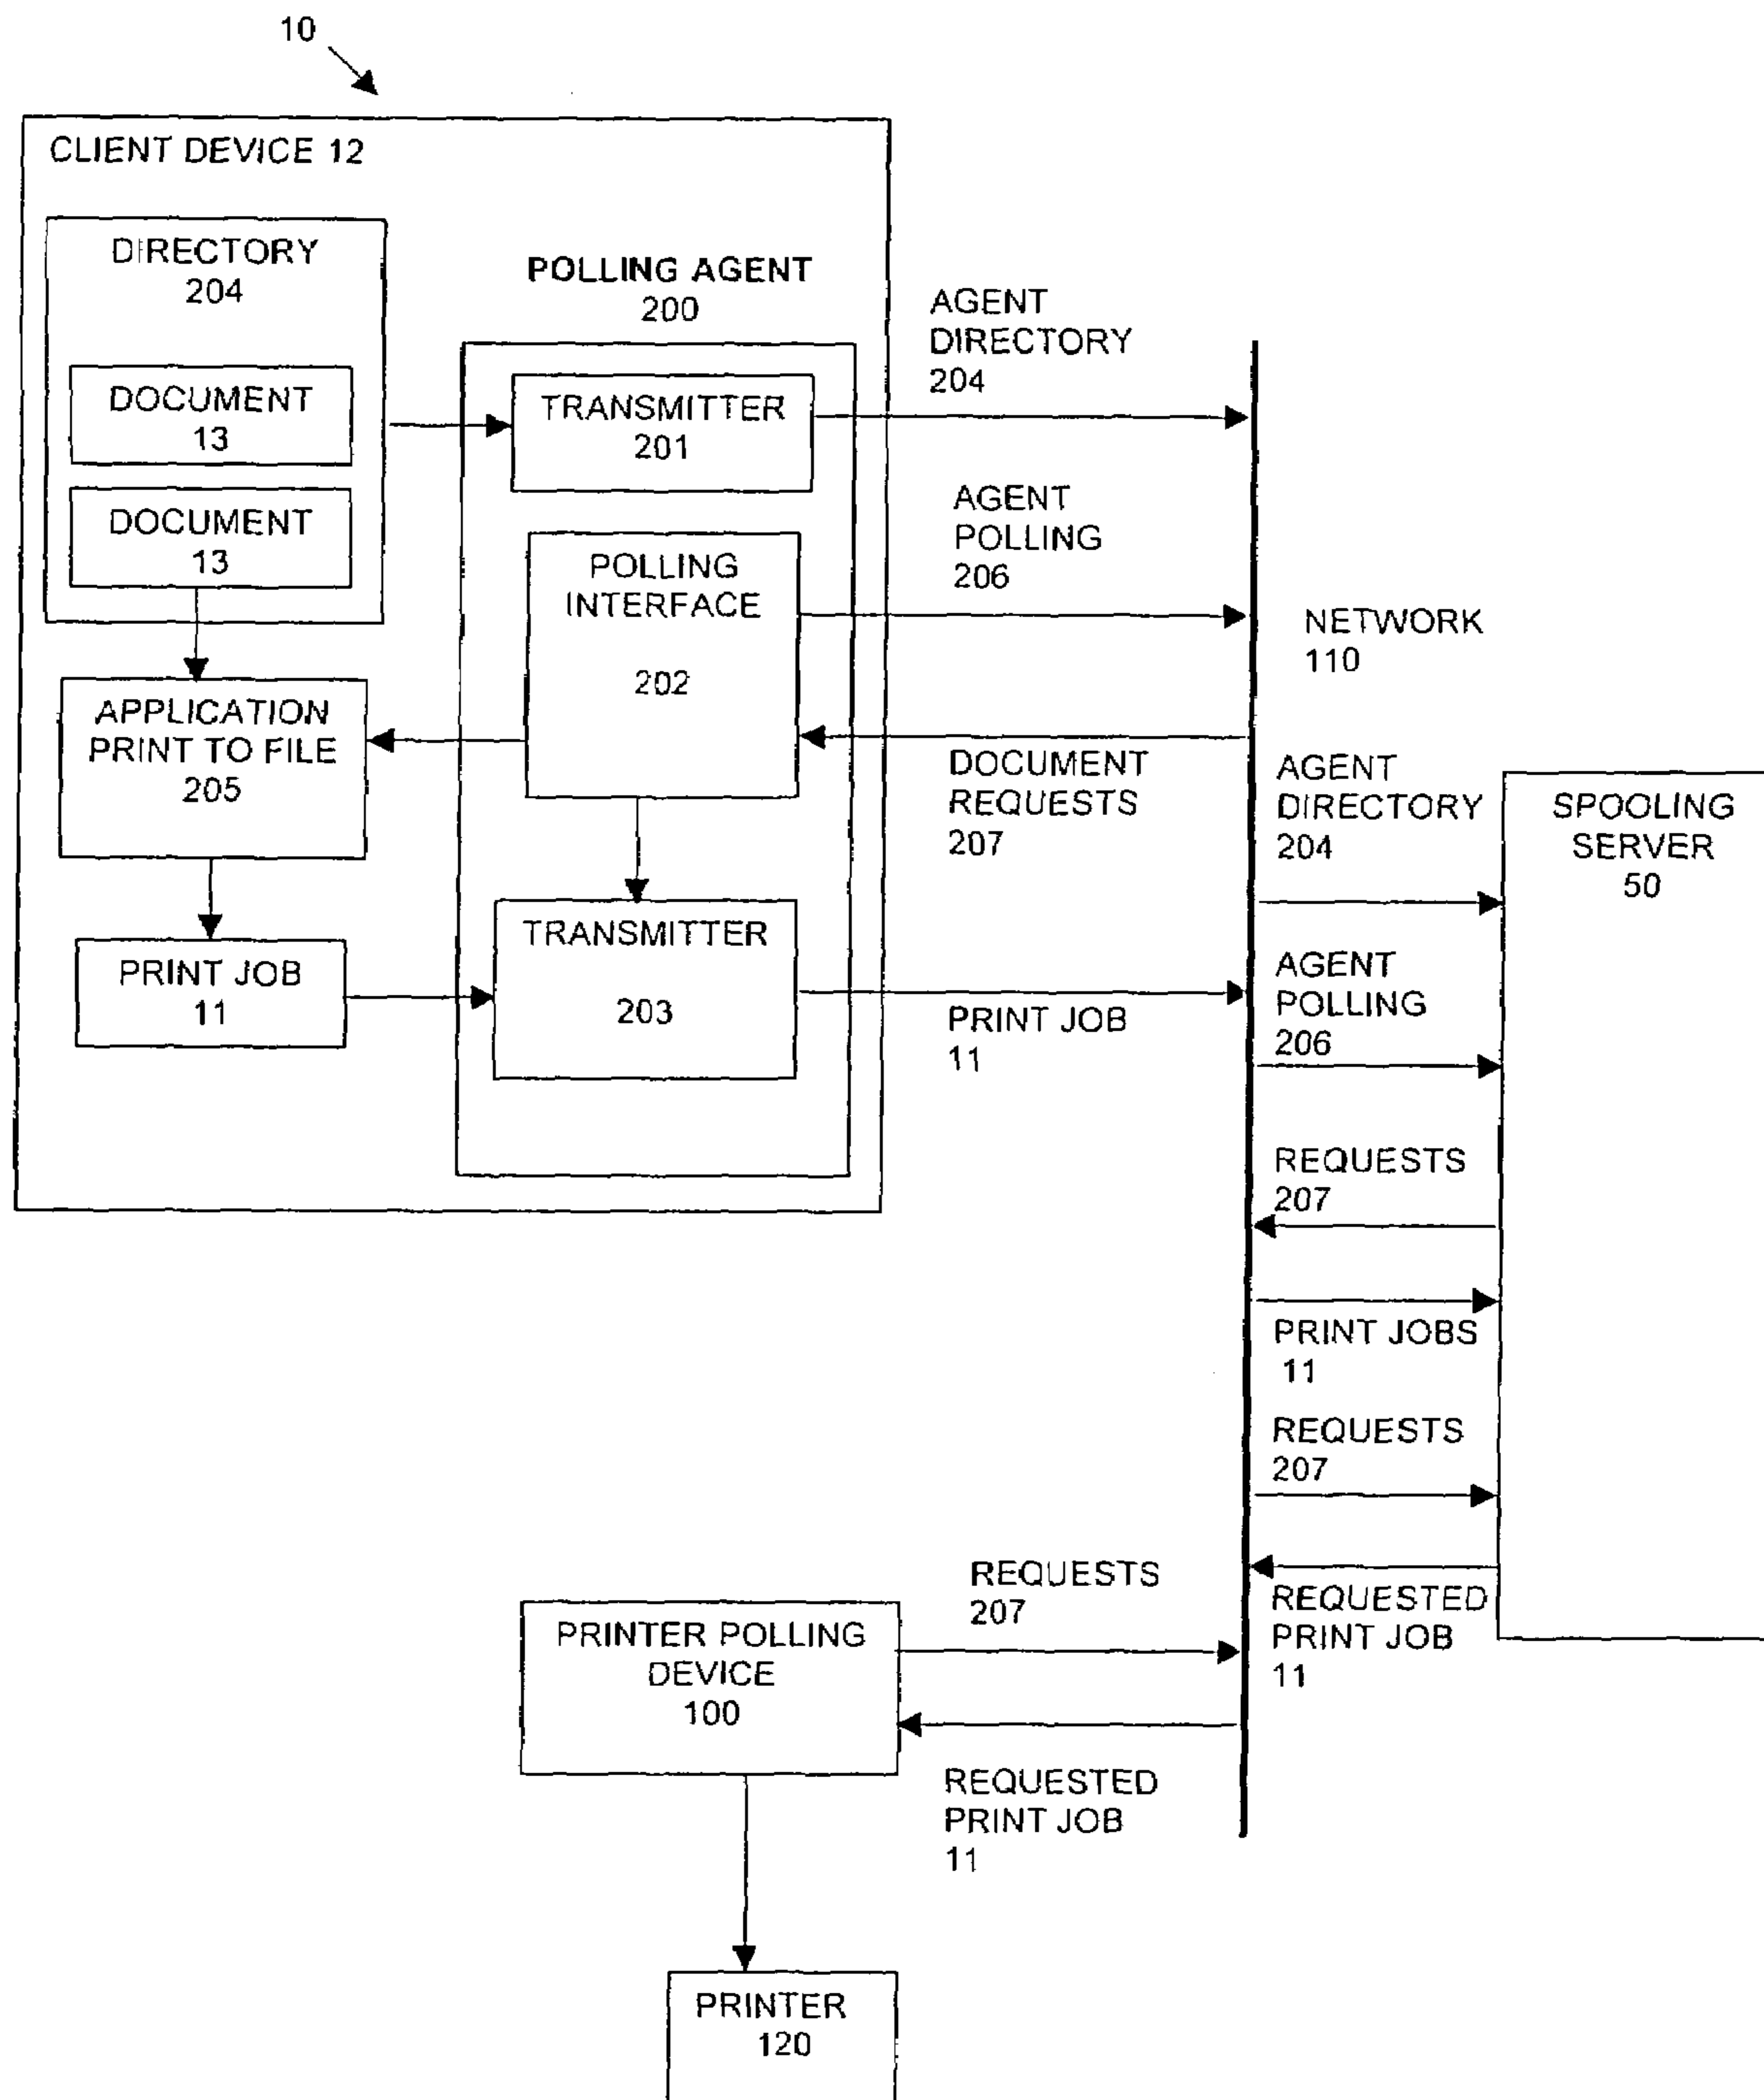 10
CLIENT DEVICE 12
DIRECTORY
204
DOCUMENT
13
DOCUMENT
13
APPLICATION
PRINT TO FILE
205
PRINT JOB
11
POLLING AGENT
200
TRANSMITTER
201
POLLING
INTERFACE
202
TRANSMITTER
203
AGENT
DIRECTORY
204
AGENT
POLLING
206
DOCUMENT
REQUESTS
207
PRINT JOB
11
NETWORK
110
AGENT
DIRECTORY
204
AGENT
POLLING
206
REQUESTS
207
PRINT JOBS
11
REQUESTS
207
REQUESTED
PRINT JOB
11
SPOOLING
SERVER
50
PRINTER POLLING
DEVICE
100
REQUESTS
207
REQUESTED
PRINT JOB
11
PRINTER
120